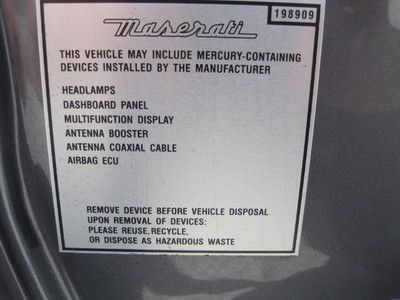 198909
Maserati
THIS VEHICLE MAY INCLUDE MERCURY-CONTAINING
DEVICES INSTALLED BY THE MANUFACTURER
HEADLAMPS
DASHBOARD PANEL
MULTIFUNCTION DISPLAY
ANTENNA BOOSTER
ANTENNA COAXIAL CABLE
AIRBAG ECU
REMOVE DEVICE BEFORE VEHICLE DISPOSAL
UPON REMOVAL OF DEVICES:
PLEASE REUSE, RECYCLE,
OR DISPOSE AS HAZARDOUS WASTE